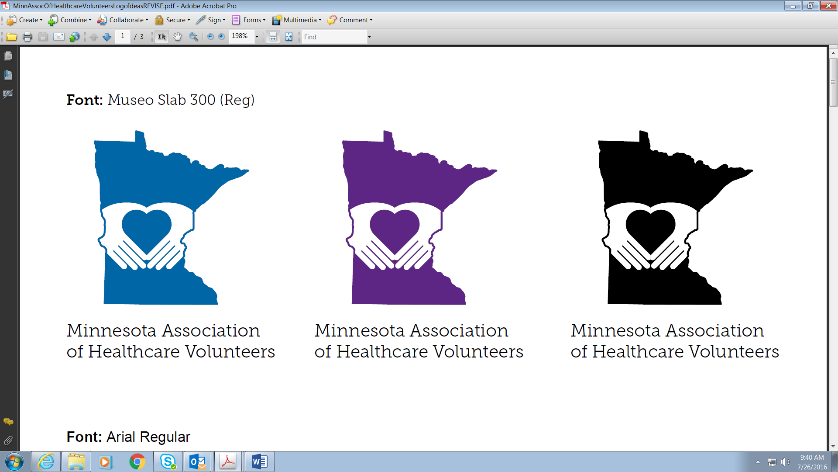 MinnAssocOfHealthcareVolunteersLogoIdeasREVISE.pdf - Adobe Acrobat Pro
Create Combine Collaborate Secure Sign Forms Multimedia Comment
1 / 3 198% Find
Font: Museo Slab 300 (Reg)
Minnesota Association
of Healthcare Volunteers
Minnesota Association
of Healthcare Volunteers
Minnesota Association
of Healthcare Volunteers
Font: Arial Regular
9:40 AM
7/26/2016